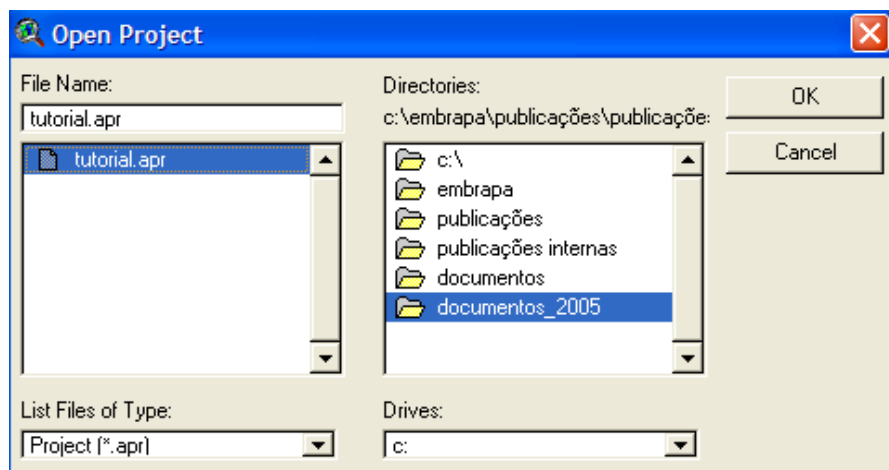 Open Project
File Name:
tutorial.apr
tutorial.apr
List Files of Type:
Project (*.apr)
Directories:
c:\embrapa\publicações\publicaçõe:
c:\
embrapa
publicações
publicações internas
documentos
documentos_2005
Drives:
c:
OK
Cancel